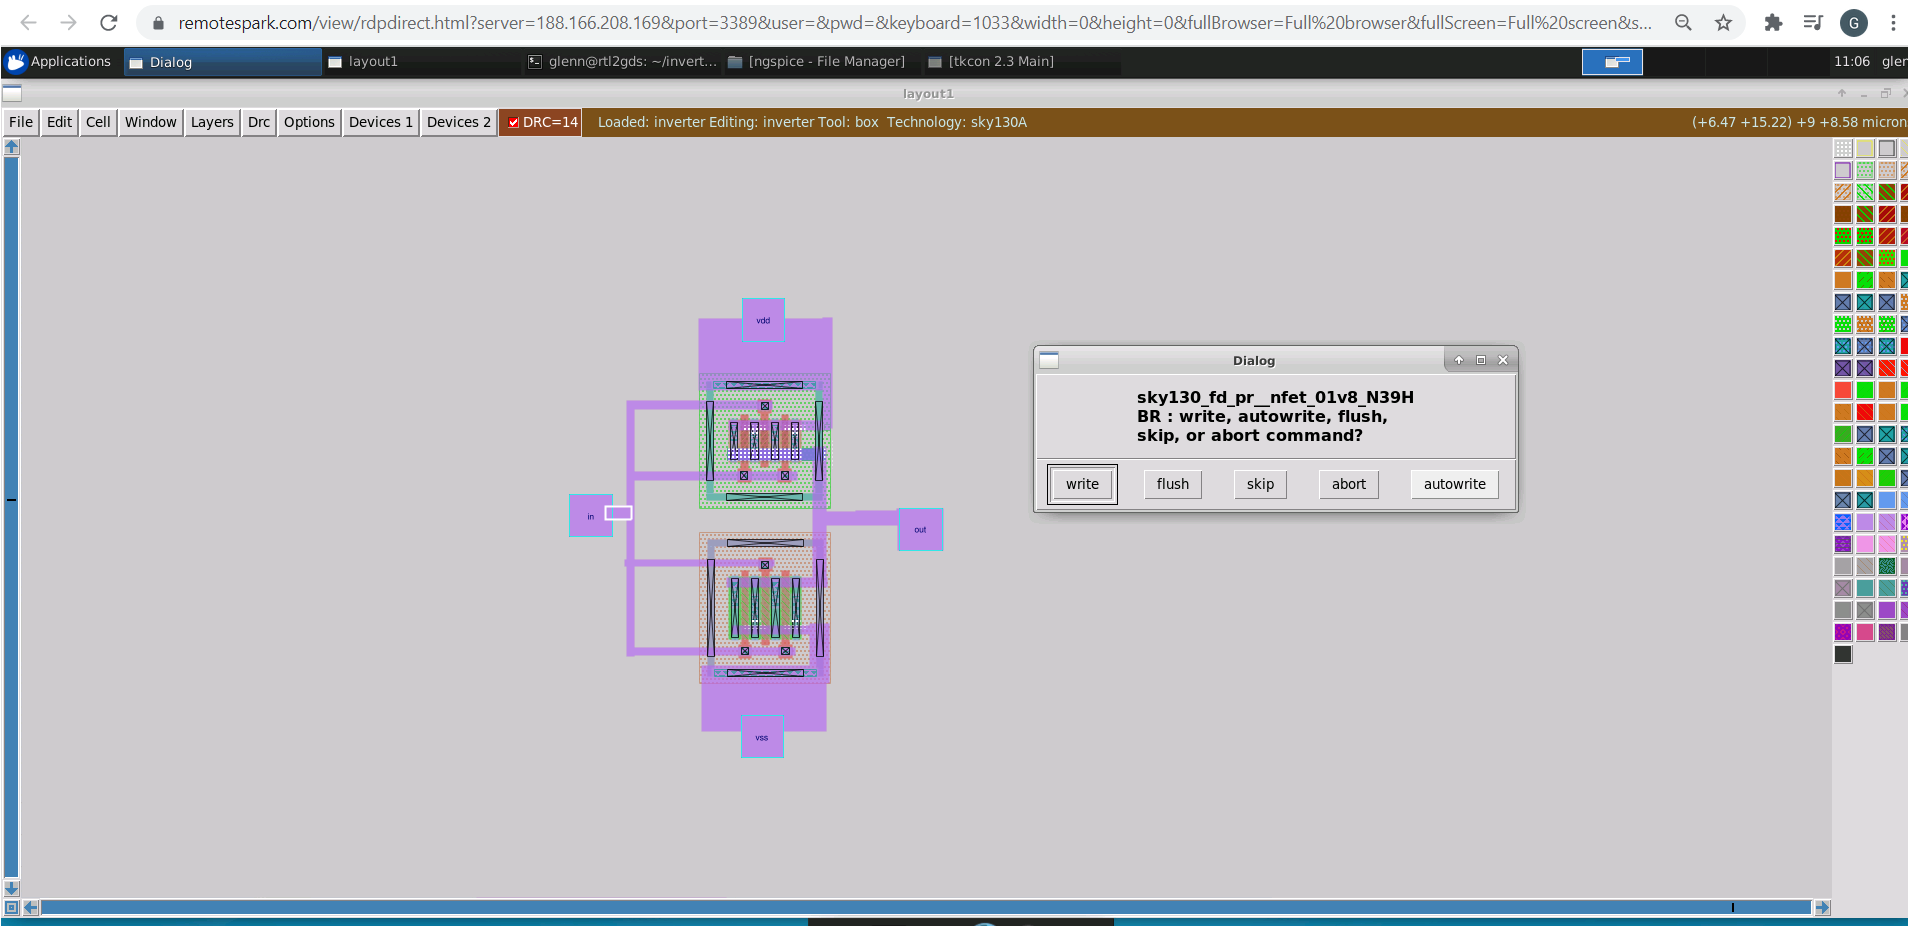 remotespark.com/view/rdpdirect.html?server=188.166.208.169&port=3389&user=&pwd=&keyboard=1033&width=0&height=0&fullBrowser=Full%20browser&fullScreen=Full%20screen&s...
G
Applications
Dialog
layout1
glenn@rtl2gds: ~/invert...
[ngspice - File Manager]
[tkcon 2.3 Main]
11:06
glen
layout1
File Edit Cell Window Layers Drc Options Devices 1 Devices 2 DRC=14 Loaded: inverter Editing: inverter Tool: box Technology: sky130A (+6.47 +15.22) +9 +8.58 micron
vdd
Dialog
sky130_fd_pr__nfet_01v8_N39H
BR : write, autowrite, flush,
skip, or abort command?
write flush skip abort autowrite
in
out
vss